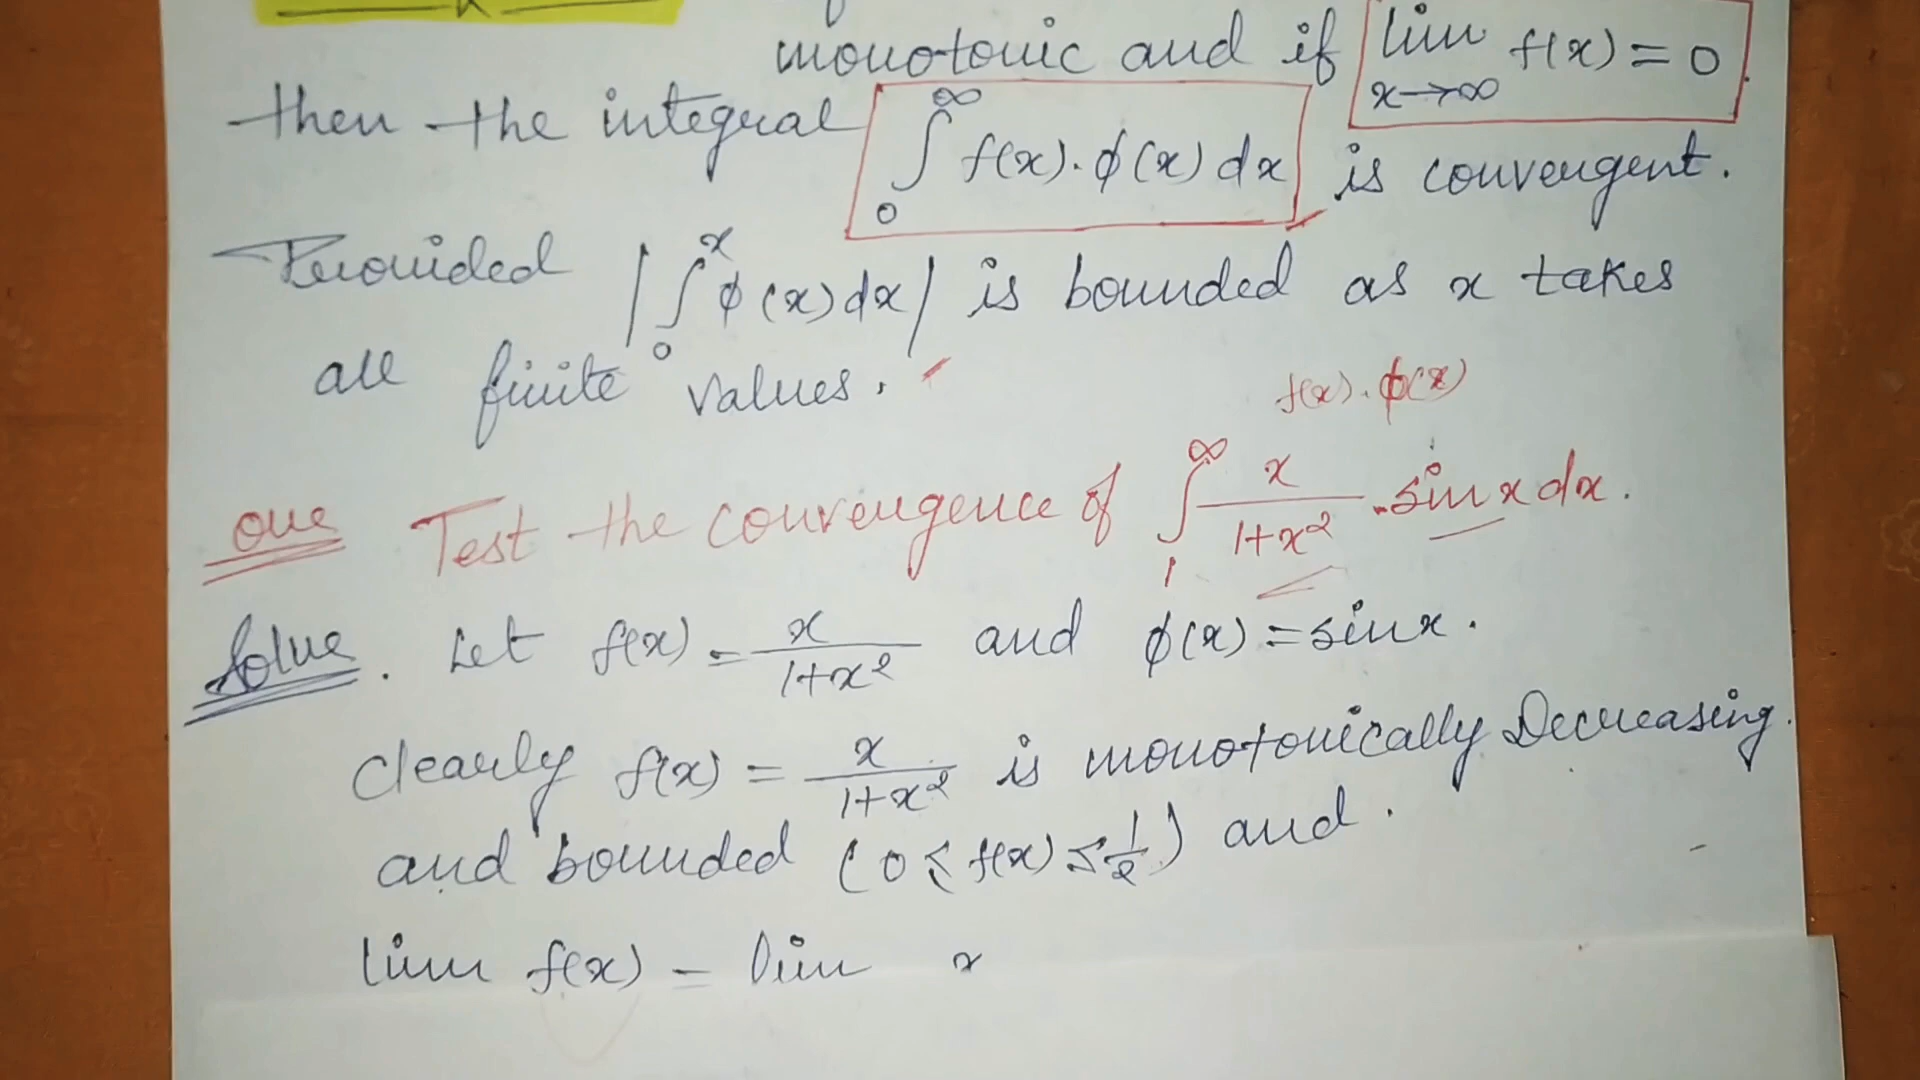 monotonic and if lim x→∞ f(x) = 0
then the integral ∫₀^∞ f(x).ϕ(x) dx is convergent.
Provided |∫₀^x ϕ(x) dx| is bounded as x takes
all finite values.
f(x).ϕ(x)
que Test the convergence of ∫₁^∞ x/(1+x²) .sin x dx.
Solve. Let f(x) = x/(1+x²) and ϕ(x) = sin x.
Clearly f(x) = x/(1+x²) is monotonically Decreasing.
and bounded (0 ≤ f(x) ≤ 1/2) and.
lim f(x) = lim x